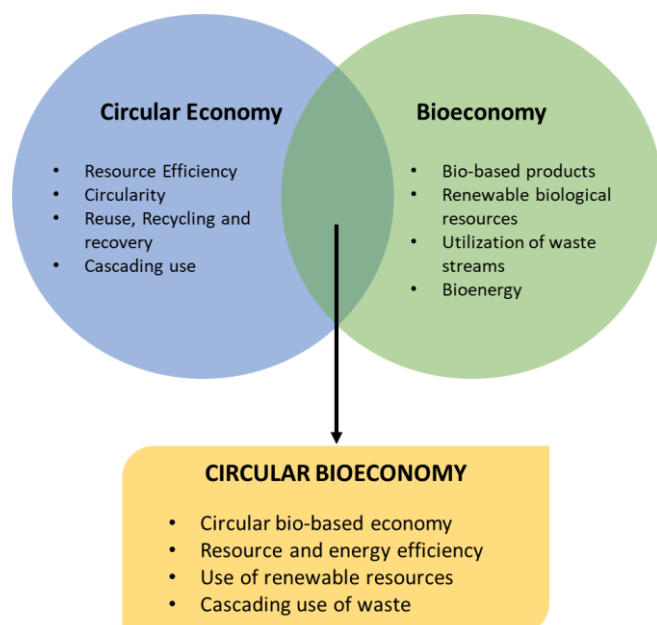 Circular Economy
• Resource Efficiency
• Circularity
• Reuse, Recycling and
recovery
• Cascading use
Bioeconomy
• Bio-based products
• Renewable biological
resources
• Utilization of waste
streams
• Bioenergy
CIRCULAR BIOECONOMY
• Circular bio-based economy
• Resource and energy efficiency
• Use of renewable resources
• Cascading use of waste